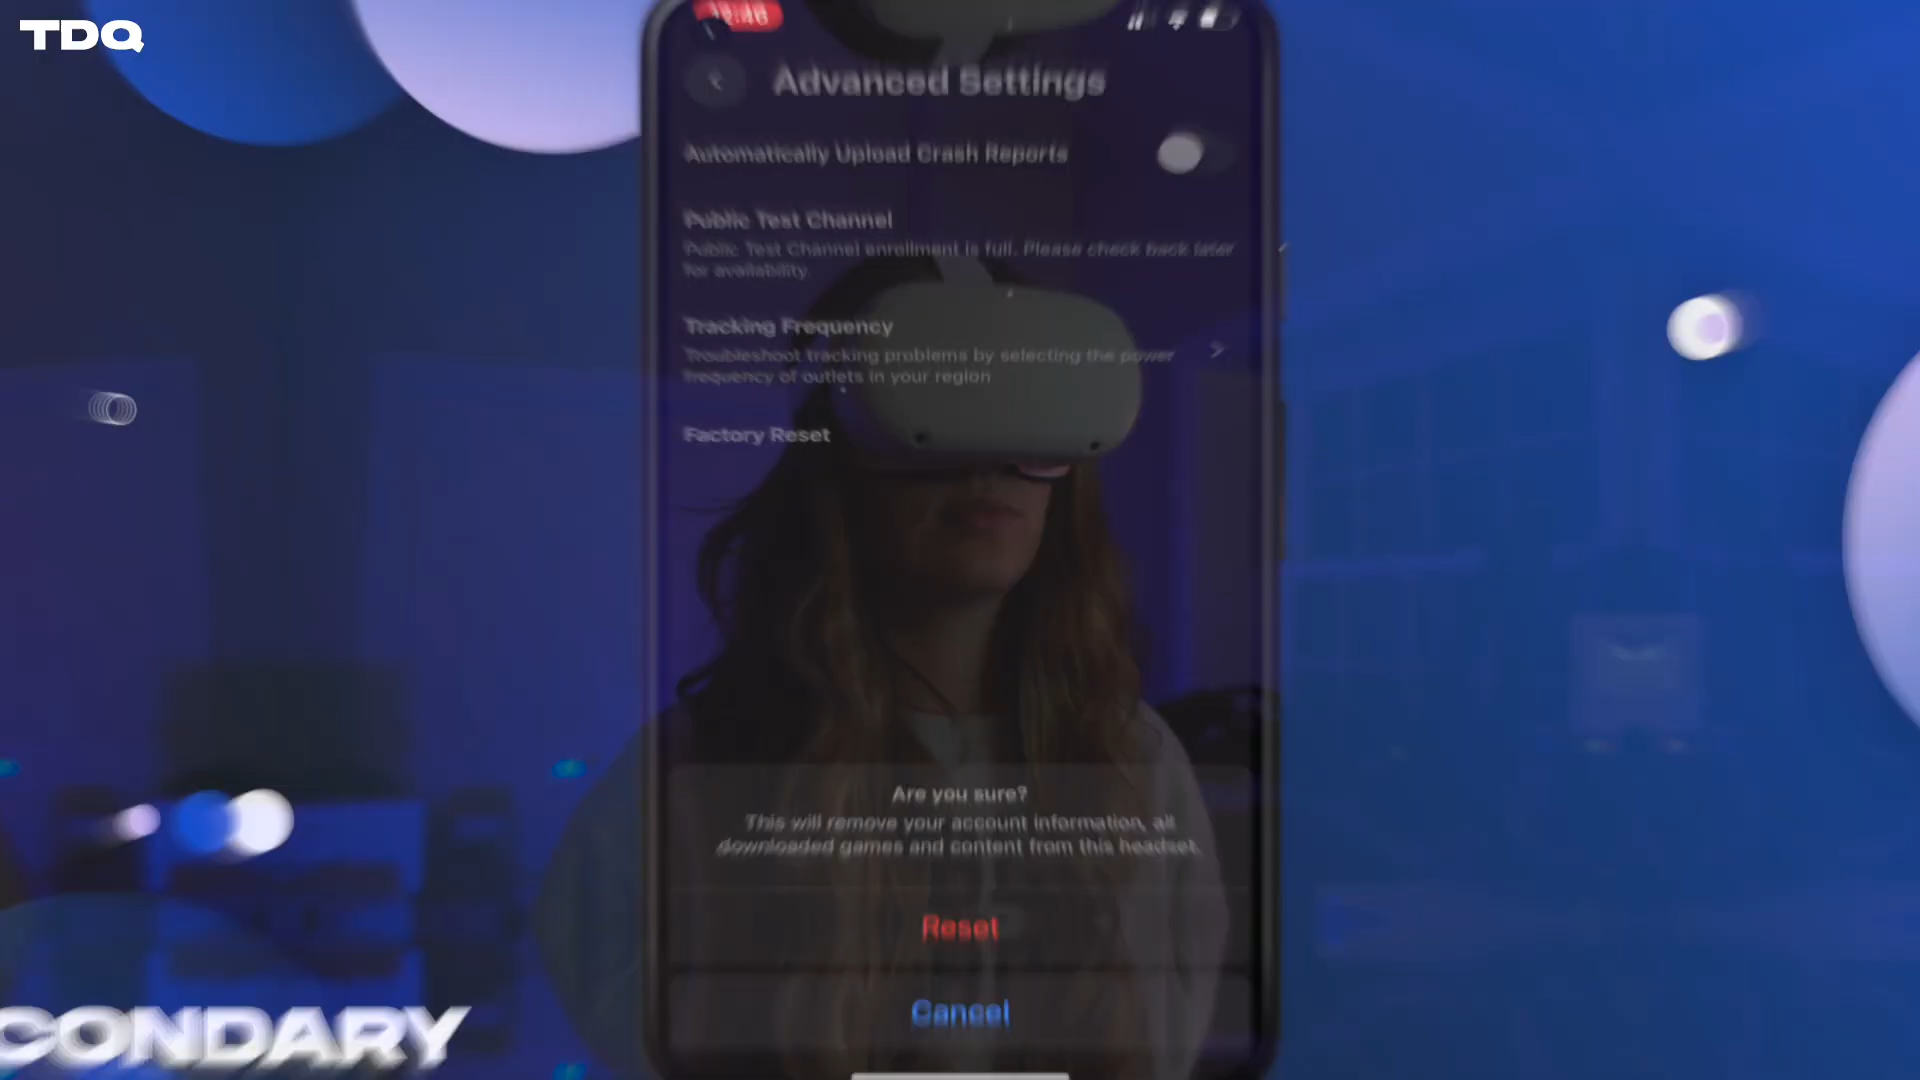 TDQ
12:46
Advanced Settings
Automatically Upload Crash Reports
Public Test Channel
Public Test Channel enrollment is full. Please check back later
for availability.
Tracking Frequency
Troubleshoot tracking problems by selecting the power
frequency of outlets in your region
Factory Reset
Are you sure?
This will remove your account information, all
downloaded games and content from this headset.
Reset
Cancel
CONDARY